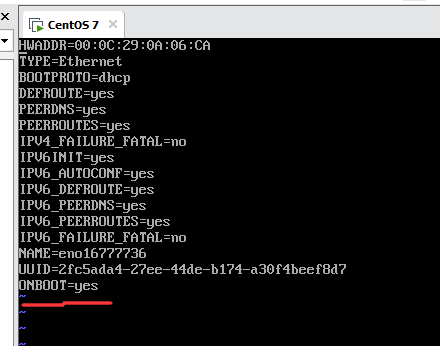 CentOS 7
HWADDR=00:0C:29:0A:06:CA
TYPE=Ethernet
BOOTPROTO=dhcp
DEFROUTE=yes
PEERDNS=yes
PEERROUTES=yes
IPV4_FAILURE_FATAL=no
IPV6INIT=yes
IPV6_AUTOCONF=yes
IPV6_DEFROUTE=yes
IPV6_PEERDNS=yes
IPV6_PEERROUTES=yes
IPV6_FAILURE_FATAL=no
NAME=eno16777736
UUID=2fc5ada4-27ee-44de-b174-a30f4beef8d7
ONBOOT=yes
~
~
~
~